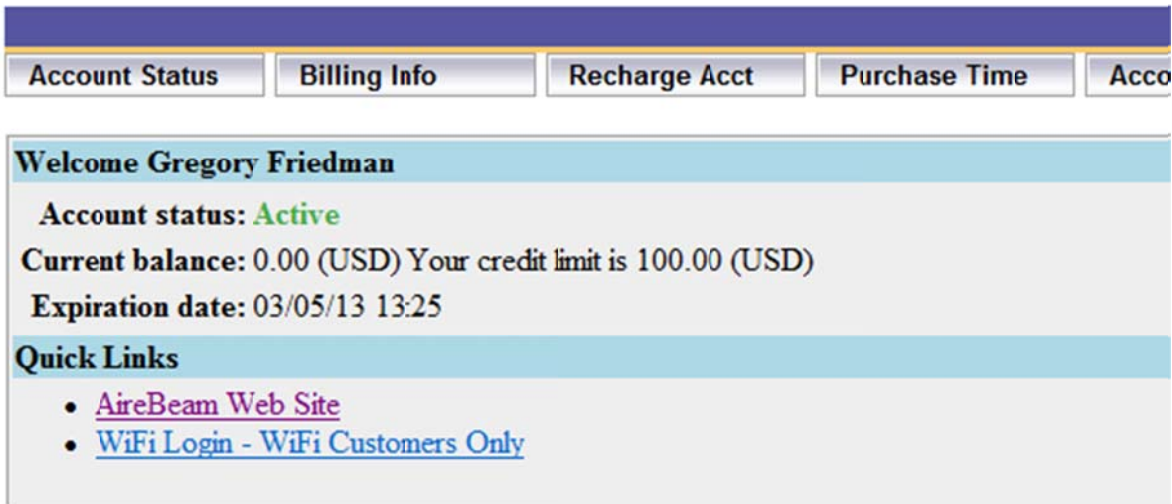 Account Status Billing Info Recharge Acct Purchase Time Acco
Welcome Gregory Friedman
Account status: Active
Current balance: 0.00 (USD) Your credit limit is 100.00 (USD)
Expiration date: 03/05/13 13:25
Quick Links
• AireBeam Web Site
• WiFi Login - WiFi Customers Only